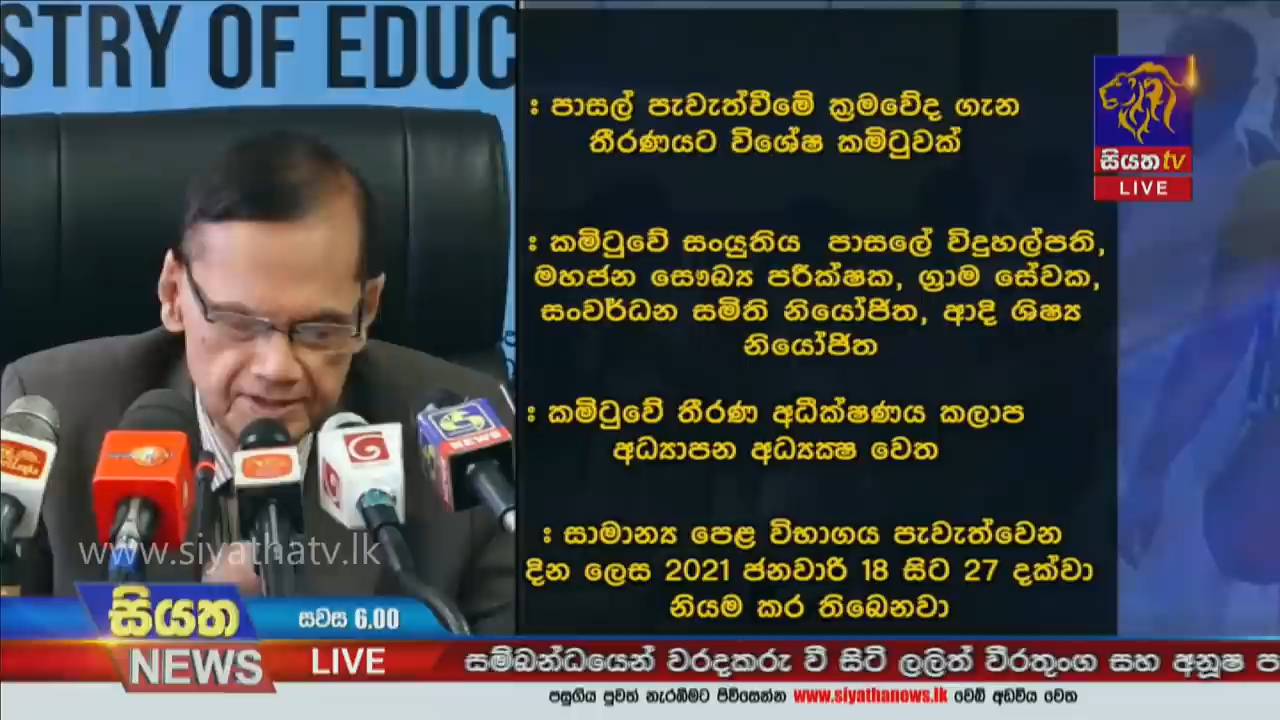 STRY OF EDUC
: පාසල් පැවැත්වීමේ ක්‍රමවේද ගැන
තීරණයට විශේෂ කමිටුවක්
: කමිටුවේ සංයුතිය පාසලේ විදුහල්පති,
මහජන සෞඛ්‍ය පරීක්ෂක, ග්‍රාම සේවක,
සංවර්ධන සමිති නියෝජිත, ආදි ශිෂ්‍ය
නියෝජිත
: කමිටුවේ තීරණ අධීක්ෂණය කලාප
අධ්‍යාපන අධ්‍යක්ෂ වෙත
: සාමාන්‍ය පෙළ විභාගය පැවැත්වෙන
දින ලෙස 2021 ජනවාරී 18 සිට 27 දක්වා
නියම කර තිබෙනවා
සියත tv
LIVE
NEWS
www.siyathatv.lk
සියත
NEWS
සවස 6.00
LIVE
සම්බන්ධයෙන් වරදකරු වී සිටි ලලිත් වීරතුංග සහ අනුෂ ප
පසුගිය පුවත් නැරඹීමට පිවිසෙන්න www.siyathanews.lk වෙබ් අඩවිය වෙත